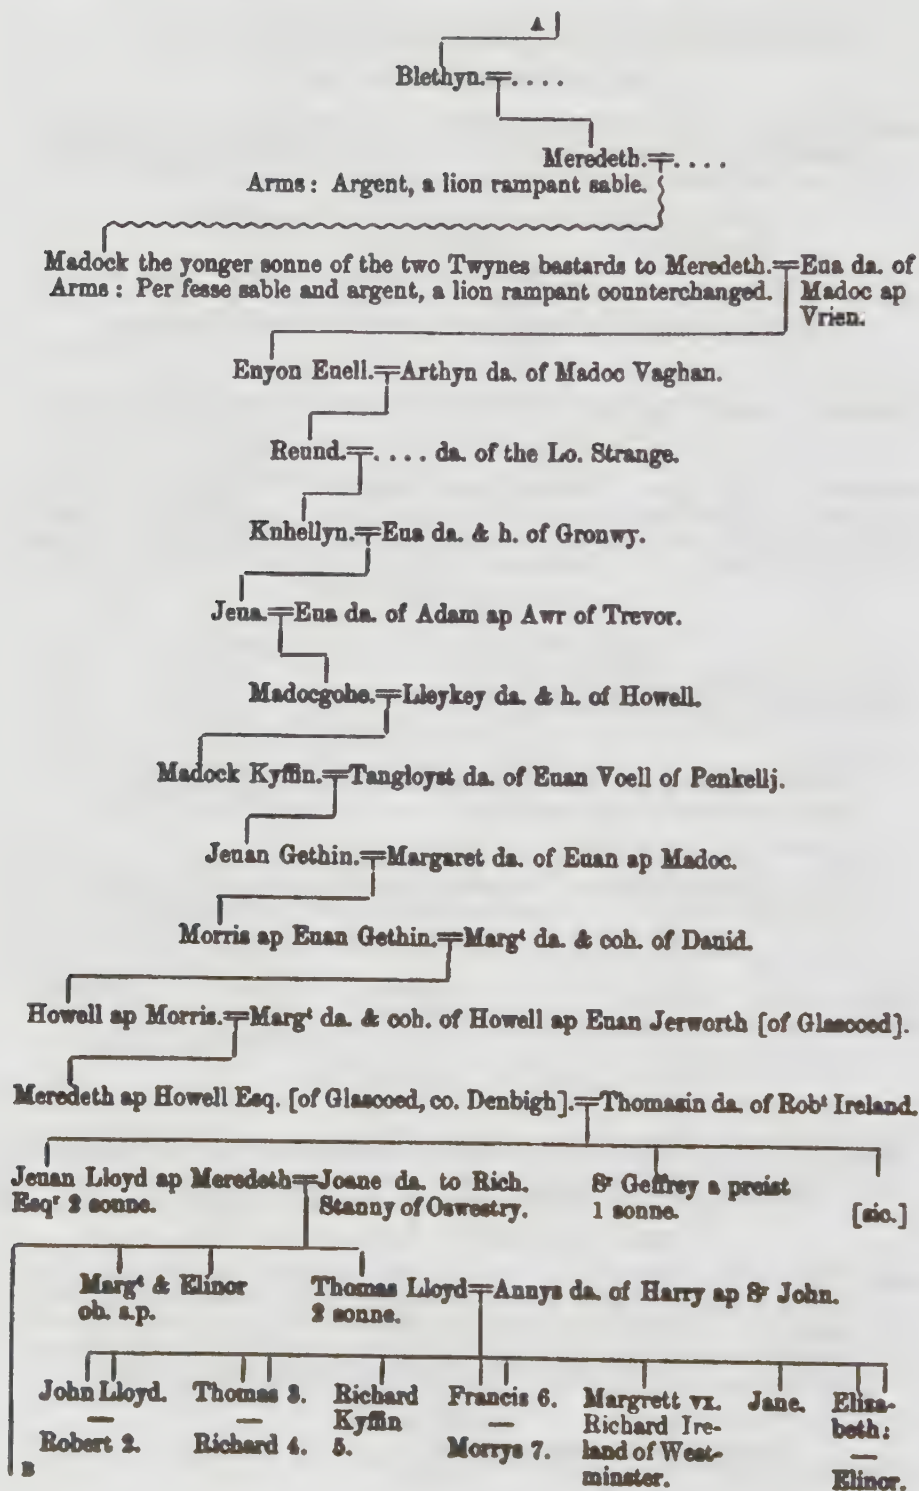 A
Blethyn.=. . . .
Meredeth.=. . . .
Arms: Argent, a lion rampant sable.
Madock the yonger sonne of the two Twynes bastards to Meredeth.=Eua da. of
Arms: Per fesse sable and argent, a lion rampant counterchanged. Madoc ap
Vrien.
Enyon Enell.=Arthyn da. of Madoc Vaghan.
Reund.=. . . . da. of the Lo. Strange.
Knhellyn.=Eua da. & h. of Gronwy.
Jena.=Eua da. of Adam ap Awr of Trevor.
Madocgohe.=Lleykey da. & h. of Howell.
Madock Kyffin.=Tangloyst da. of Euan Voell of Penkellj.
Jenan Gethin.=Margaret da. of Euan ap Madoc.
Morris ap Euan Gethin.=Margᵗ da. & coh. of Dauid.
Howell ap Morris.=Margᵗ da. & coh. of Howell ap Euan Jerworth [of Glascoed].
Meredeth ap Howell Esq. [of Glascoed, co. Denbigh].=Thomasin da. of Robᵗ Ireland.
Jeuan Lloyd ap Meredeth=Joane da. to Rich.
Esqʳ 2 sonne. Stanny of Oswestry.
Sʳ Geffrey a preist
1 sonne.
[sic.]
Margᵗ & Elinor
ob. s.p.
Thomas Lloyd=Annys da. of Harry ap Sʳ John.
2 sonne.
John Lloyd.
—
Robert 2.
Thomas 3.
—
Richard 4.
Richard
Kyffin
5.
Francis 6.
—
Morrys 7.
Margrett vx.
Richard Ire-
land of West-
minster.
Jane.
Eliza-
beth:
—
Elinor.
B